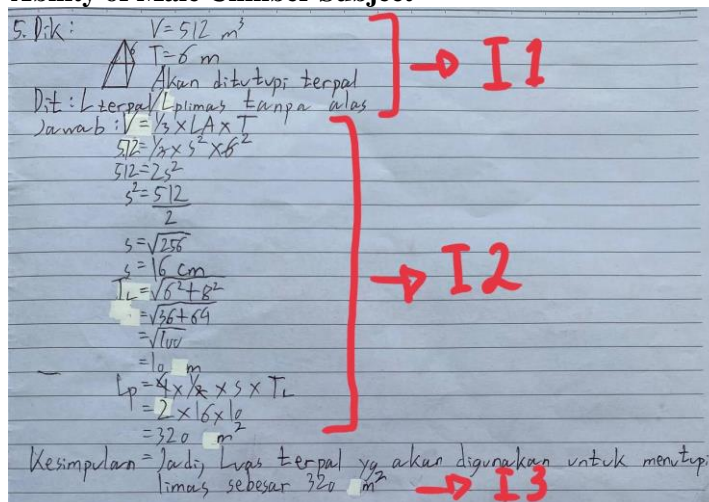 Ability of Male Climber Subject
5. Dik: V = 512 m³
6
T = 6 m
Akan ditutupi terpal
I1
Dit: L terpal/Lplimas tanpa alas
Jawab: V = 1/3 × LA × T
512 = 1/3 × s² × 6²
512 = 2s²
s² = 512
2
s = √256
s = 16 cm
I2
TL = √6² + 8²
= √36 + 64
= √100
= 10 m
Lp = 4 × 1/2 × s × TL
= 2 × 16 × 10
= 320 m²
Kesimpulan = Jadi, Luas terpal yg akan digunakan untuk menutupi
limas sebesar 320 m²
I3